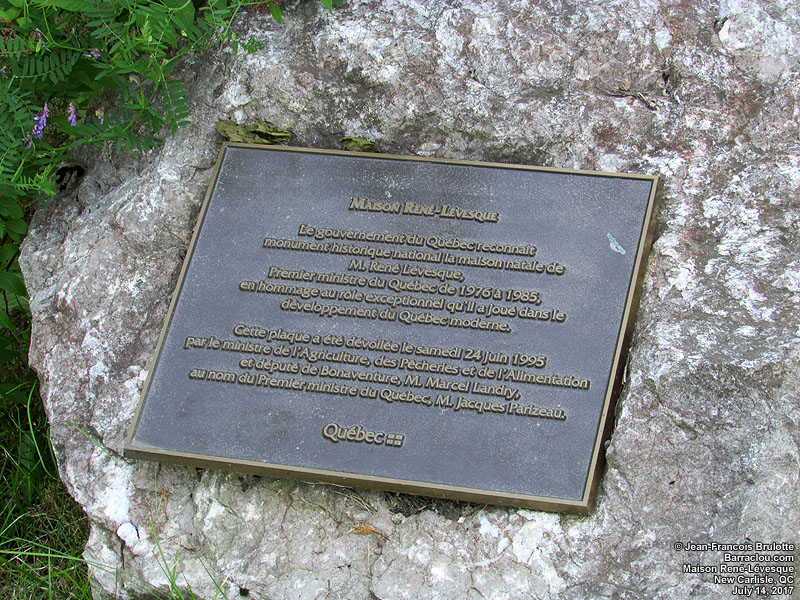 MAISON RENÉ-LÉVESQUE
Le gouvernement du Québec reconnaît
monument historique national la maison natale de
M. René Lévesque,
Premier ministre du Québec de 1976 à 1985,
en hommage au rôle exceptionnel qu'il a joué dans le
développement du Québec moderne.
Cette plaque a été dévoilée le samedi 24 juin 1995
par le ministre de l'Agriculture, des Pêcheries et de l'Alimentation
et député de Bonaventure, M. Marcel Landry,
au nom du Premier ministre du Québec, M. Jacques Parizeau.
Québec
© Jean-François Brulotte
Barraclou.com
Maison René-Lévesque
New Carlisle, QC
July 14, 2017